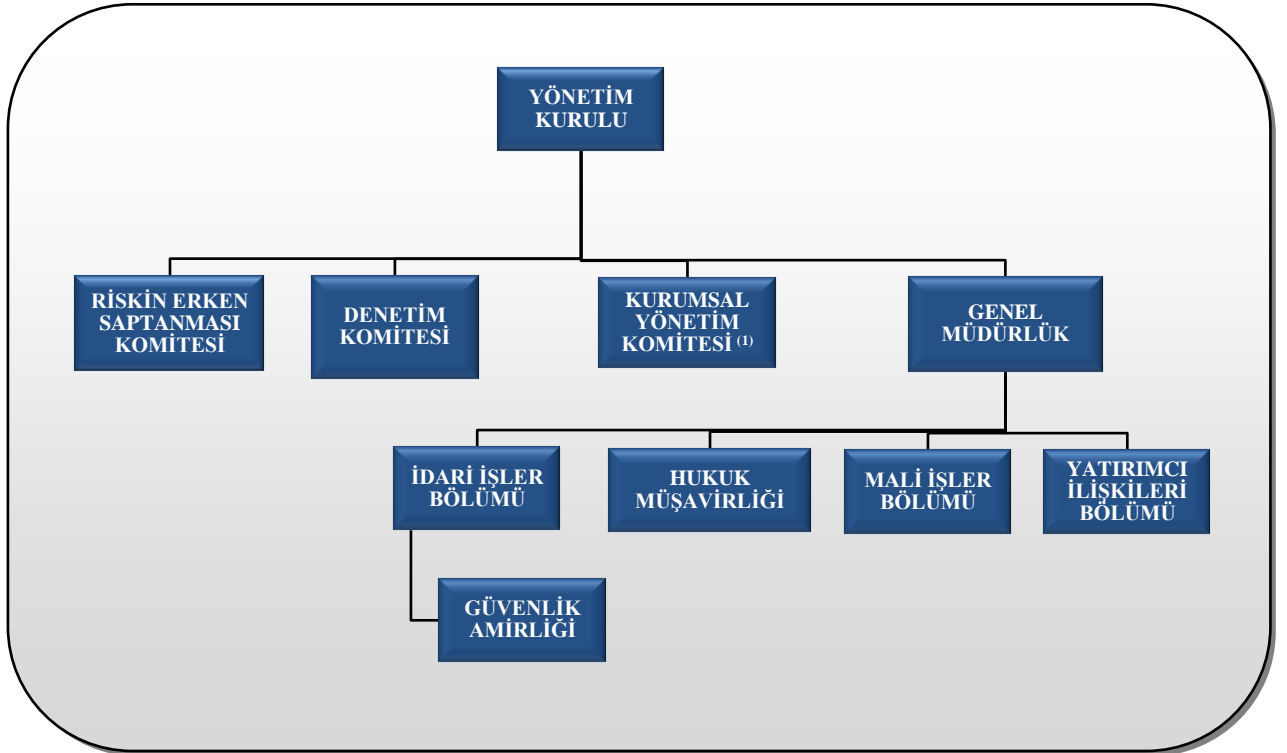 YÖNETİM
KURULU
RİSKİN ERKEN
SAPTANMASI
KOMİTESİ
DENETİM
KOMİTESİ
KURUMSAL
YÖNETİM
KOMİTESİ (1)
GENEL
MÜDÜRLÜK
İDARİ İŞLER
BÖLÜMÜ
HUKUK
MÜŞAVİRLİĞİ
MALİ İŞLER
BÖLÜMÜ
YATIRIMCI
İLİŞKİLERİ
BÖLÜMÜ
GÜVENLİK
AMİRLİĞİ